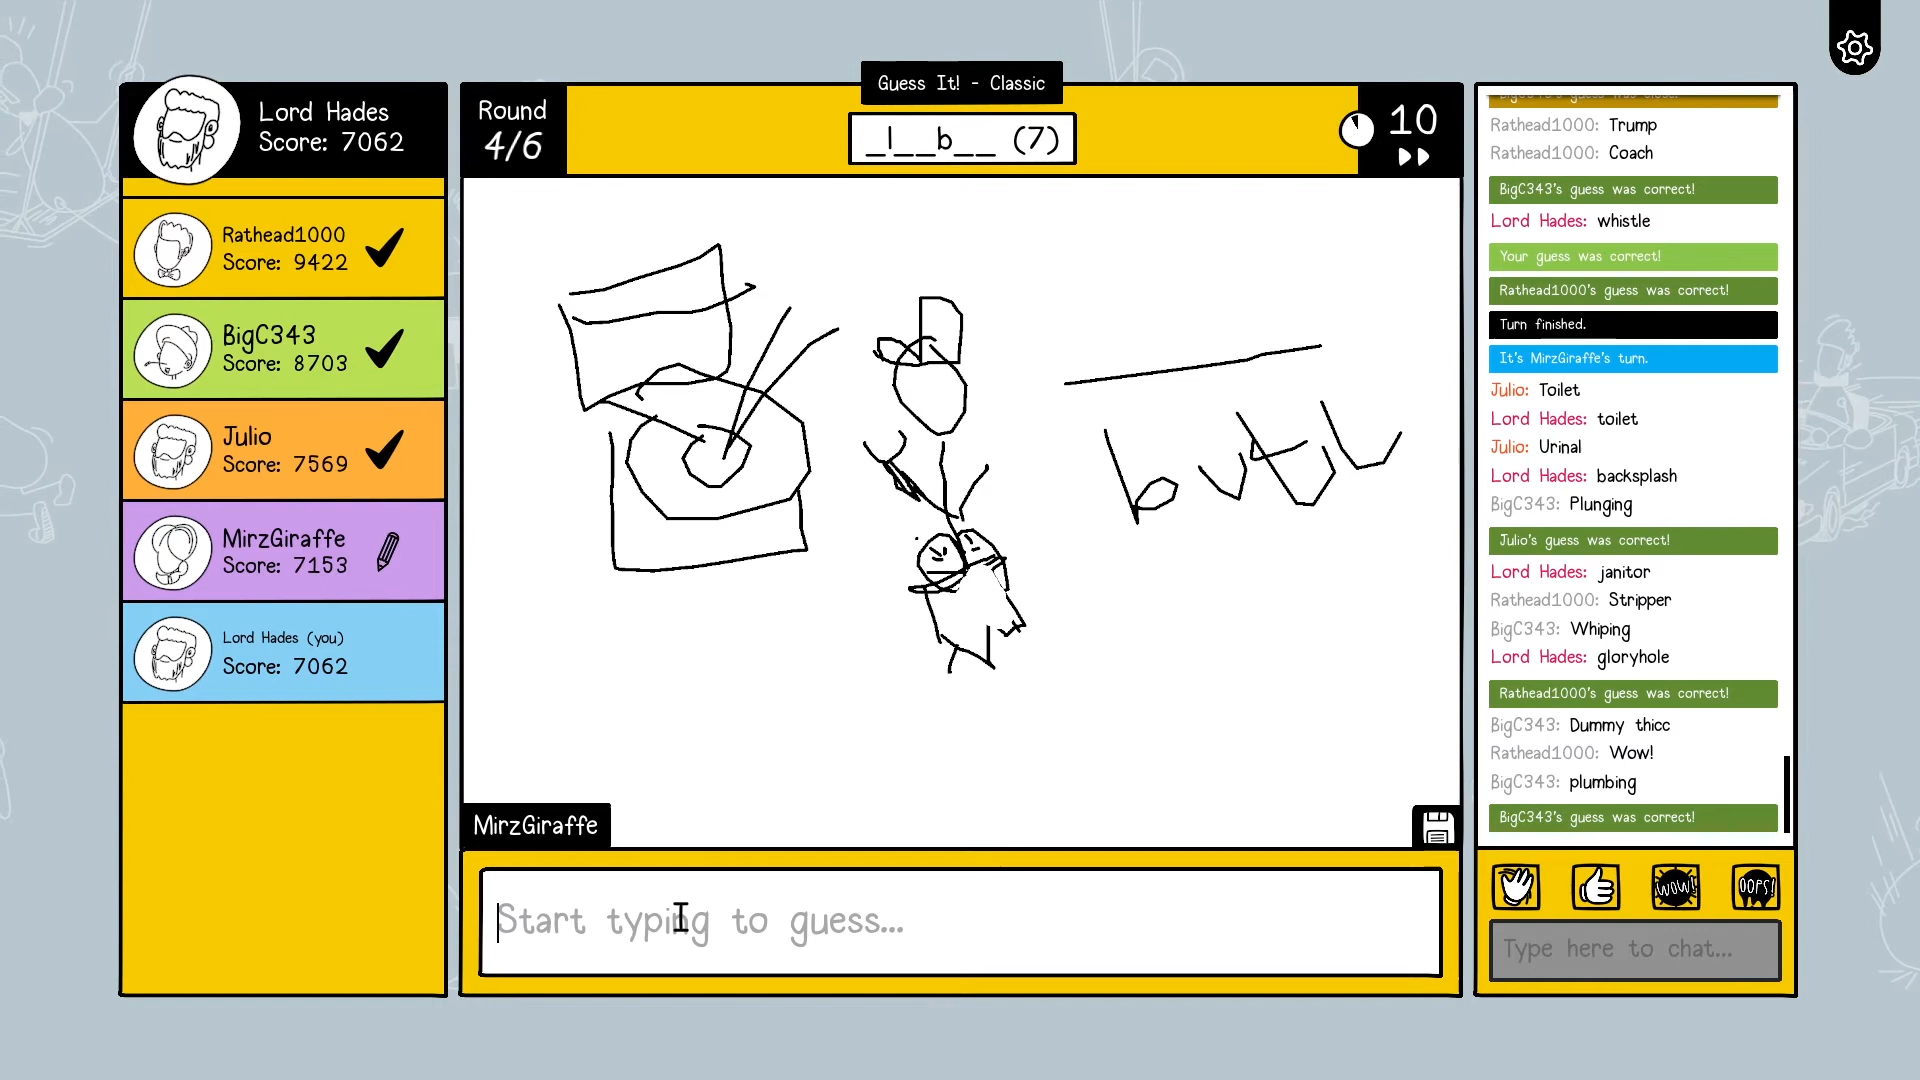 Guess It! - Classic
Lord Hades
Score: 7062
Round
4/6
_l__b__ (7)
10
Rathead1000
Score: 9422
BigC343
Score: 8703
Julio
Score: 7569
MirzGiraffe
Score: 7153
Lord Hades (you)
Score: 7062
MirzGiraffe
Start typing to guess...
BigC343's guess was close!
Rathead1000: Trump
Rathead1000: Coach
BigC343's guess was correct!
Lord Hades: whistle
Your guess was correct!
Rathead1000's guess was correct!
Turn finished.
It's MirzGiraffe's turn.
Julio: Toilet
Lord Hades: toilet
Julio: Urinal
Lord Hades: backsplash
BigC343: Plunging
Julio's guess was correct!
Lord Hades: janitor
Rathead1000: Stripper
BigC343: Whiping
Lord Hades: gloryhole
Rathead1000's guess was correct!
BigC343: Dummy thicc
Rathead1000: Wow!
BigC343: plumbing
BigC343's guess was correct!
WOW!
OOPS!
Type here to chat...